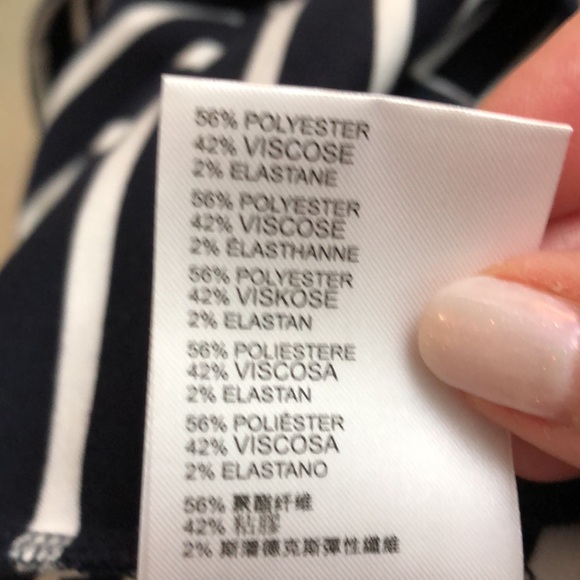 56% POLYESTER
42% VISCOSE
2% ELASTANE
56% POLYESTER
42% VISCOSE
2% ÉLASTHANNE
56% POLYESTER
42% VISKOSE
2% ELASTAN
56% POLIESTERE
42% VISCOSA
2% ELASTAN
56% POLIÉSTER
42% VISCOSA
2% ELASTANO
56% 聚酯纖維
42% 粘膠
2% 斯潘德克斯彈性纖維